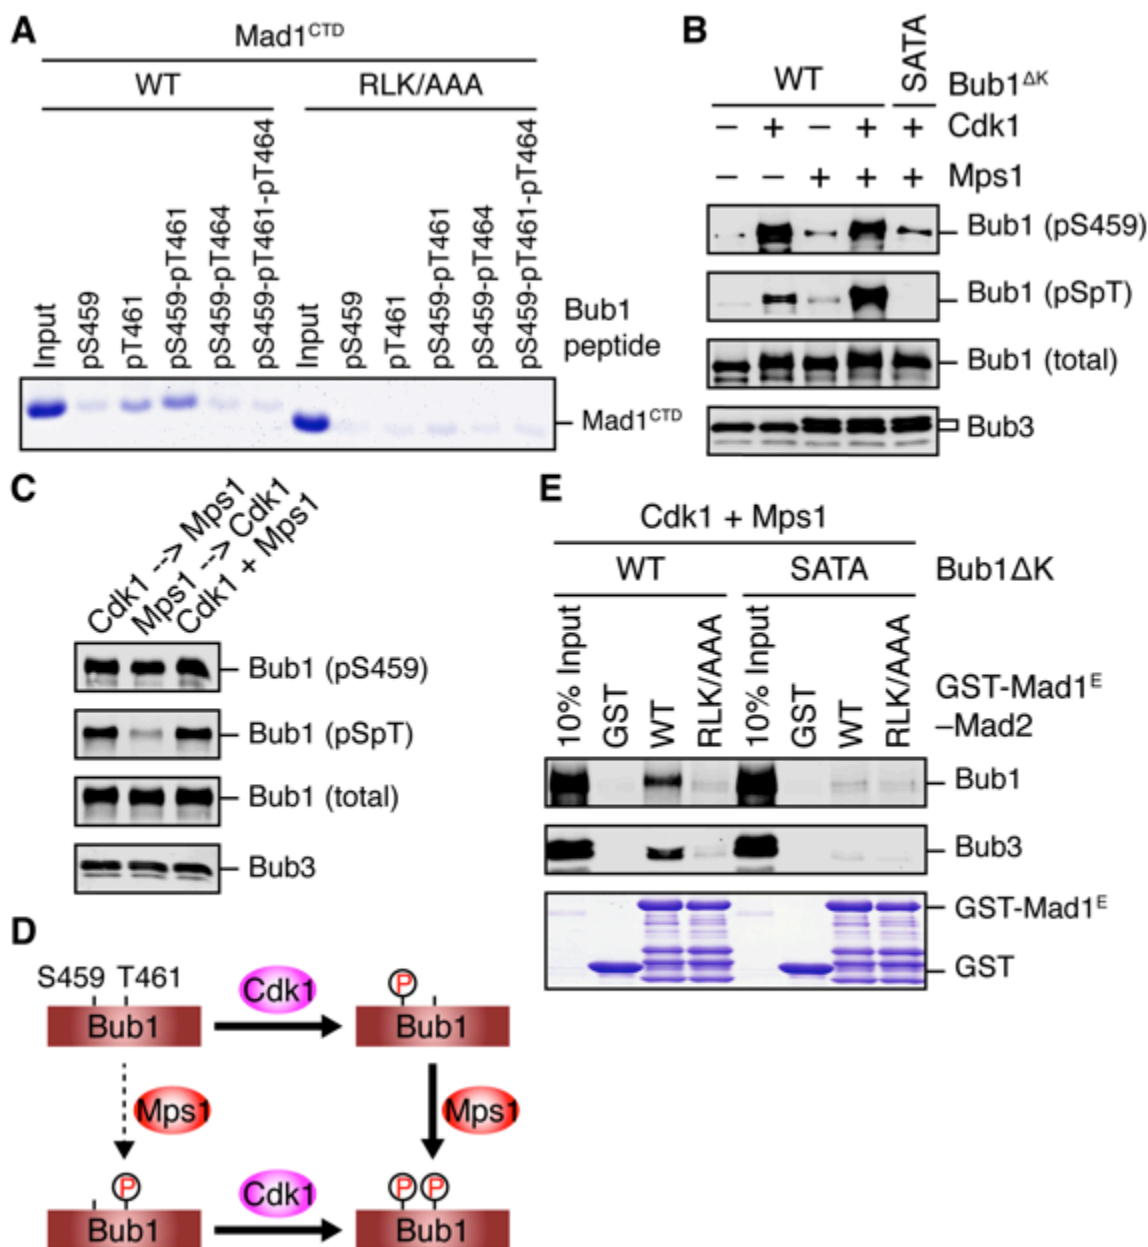 A
Mad1CTD
WT RLK/AAA
Input
pS459
pT461
pS459-pT461
pS459-pT464
pS459-pT461-pT464
Input
pS459
pT461
pS459-pT461
pS459-pT464
pS459-pT461-pT464
Bub1
peptide
Mad1CTD
B
WT SATA Bub1ΔK
– + – + + Cdk1
– – + + + Mps1
Bub1 (pS459)
Bub1 (pSpT)
Bub1 (total)
Bub3
C
Cdk1 --> Mps1
Mps1 --> Cdk1
Cdk1 + Mps1
Bub1 (pS459)
Bub1 (pSpT)
Bub1 (total)
Bub3
D
S459 T461
Cdk1
P
Bub1 Bub1
Mps1 Mps1
P P P
Cdk1
Bub1 Bub1
E
Cdk1 + Mps1
WT SATA Bub1ΔK
10% Input
GST
WT
RLK/AAA
10% Input
GST
WT
RLK/AAA
GST-Mad1E
–Mad2
Bub1
Bub3
GST-Mad1E
GST